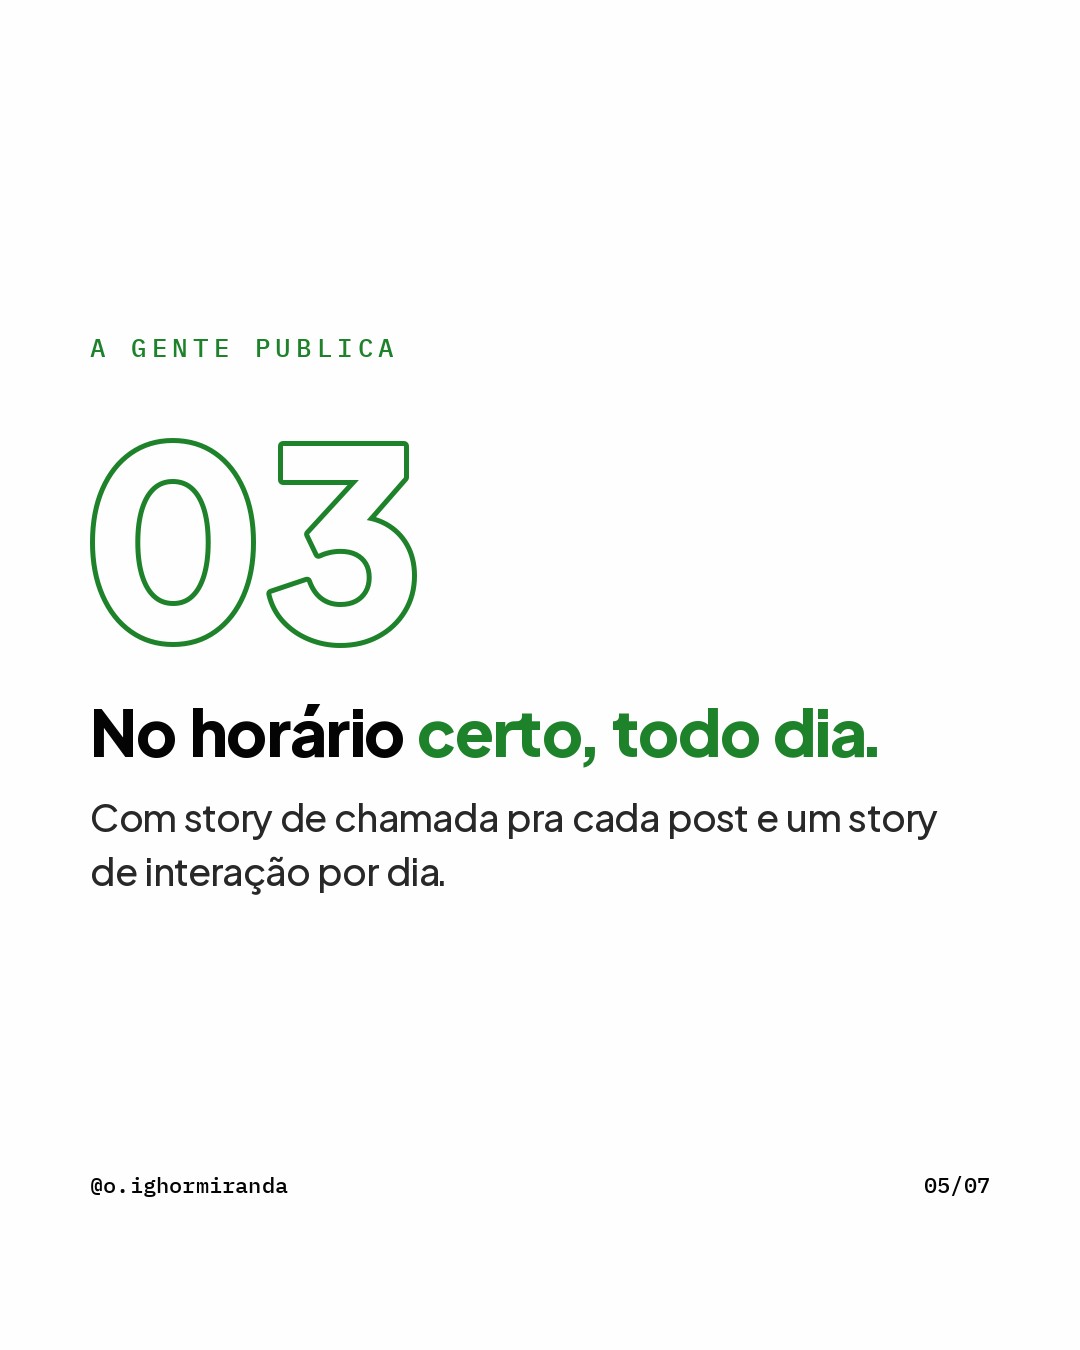 A GENTE PUBLICA
03
No horário certo, todo dia.
Com story de chamada pra cada post e um story
de interação por dia.
@o.ighormiranda
05/07